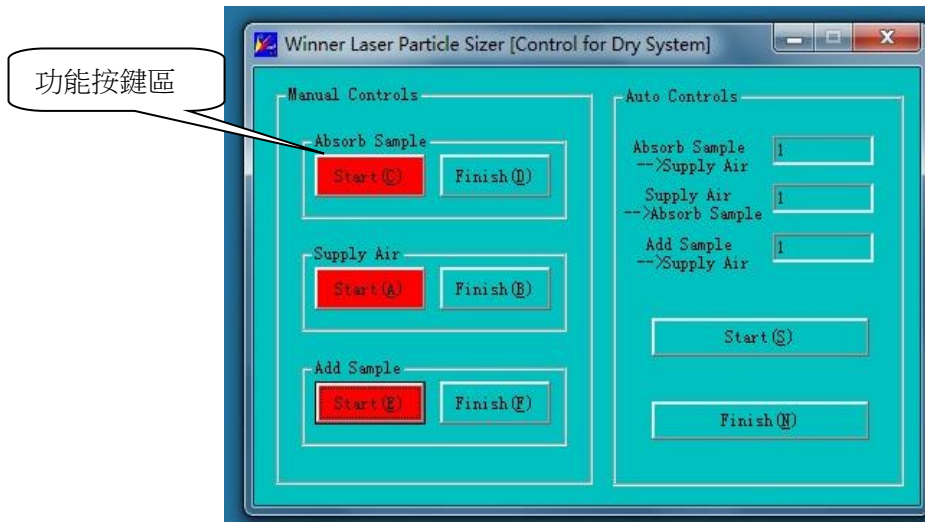 功能按鍵區
Winner Laser Particle Sizer [Control for Dry System]
Manual Controls
Absorb Sample
Start(C)
Finish(D)
Supply Air
Start(A)
Finish(B)
Add Sample
Start(E)
Finish(F)
Auto Controls
Absorb Sample
-->Supply Air
1
Supply Air
-->Absorb Sample
1
Add Sample
-->Supply Air
1
Start(S)
Finish(N)